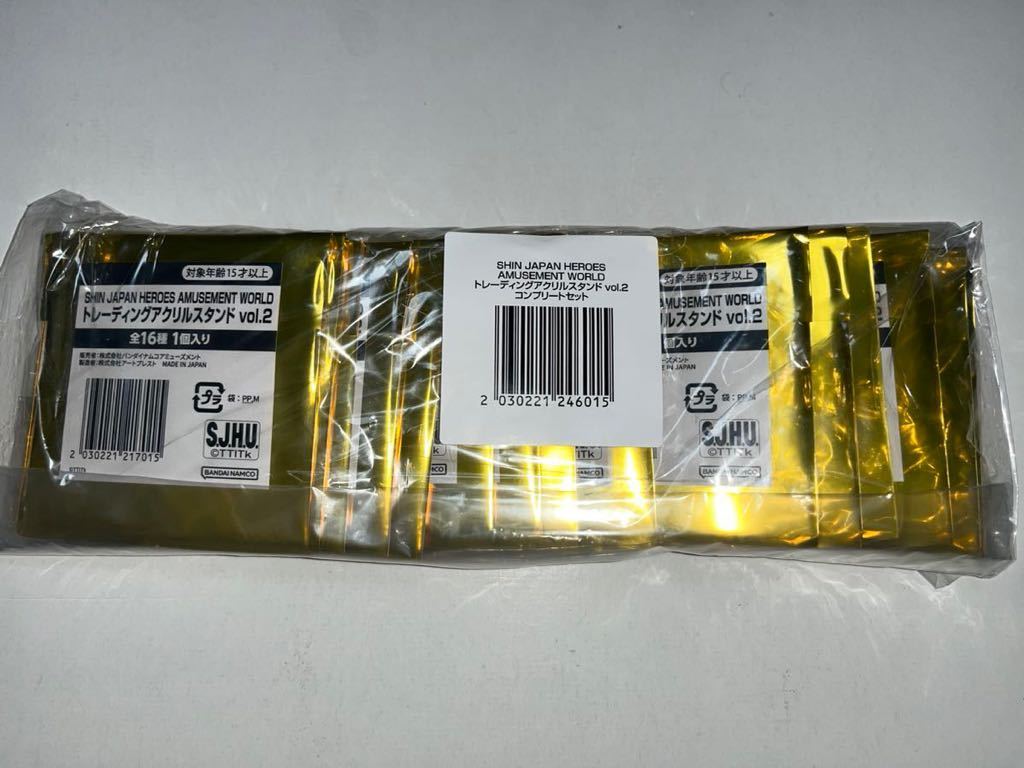 対象年齢15才以上
SHIN JAPAN HEROES AMUSEMENT WORLD
トレーディングアクリルスタンド vol.2
全16種 1個入り
販売者:株式会社バンダイナムコアミューズメント
製造者:株式会社アートプレスト MADE IN JAPAN
プラ 袋:PP,M
2 030221 217015
S.J.H.U.
©TTITk
BANDAI NAMCO
SHIN JAPAN HEROES
AMUSEMENT WORLD
トレーディングアクリルスタンド vol.2
コンプリートセット
2 030221 246015
対象年齢15才以上
AMUSEMENT WORLD
ルスタンド vol.2
個入り
メント
E IN JAPAN
プラ 袋:PP,M
S.J.H.U.
©TTITk
BANDAI NAMCO